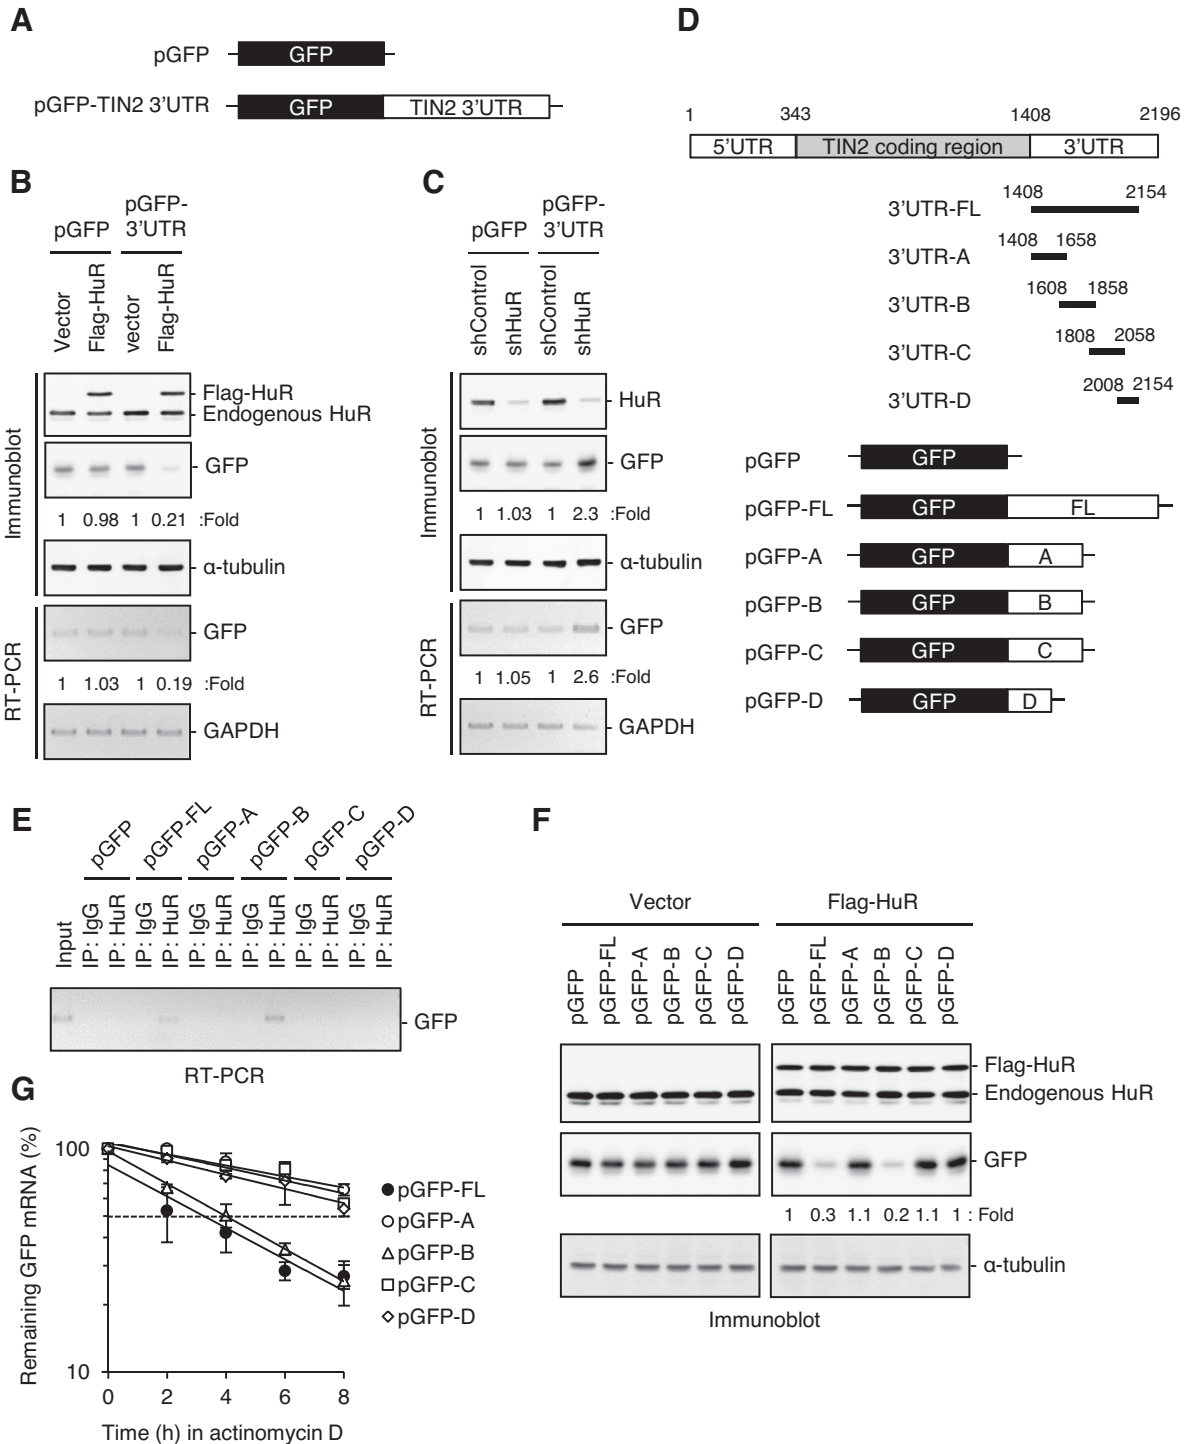 A
pGFP
GFP
pGFP-TIN2 3’UTR
GFP
TIN2 3’UTR
B
pGFP
pGFP-
3’UTR
Vector
Flag-HuR
vector
Flag-HuR
Immunoblot
Flag-HuR
Endogenous HuR
GFP
1 0.98 1 0.21 :Fold
α-tubulin
RT-PCR
GFP
1 1.03 1 0.19 :Fold
GAPDH
C
pGFP
pGFP-
3’UTR
shControl
shHuR
shControl
shHuR
Immunoblot
HuR
GFP
1 1.03 1 2.3 :Fold
α-tubulin
RT-PCR
GFP
1 1.05 1 2.6 :Fold
GAPDH
D
1 343 1408 2196
5’UTR TIN2 coding region 3’UTR
1408 2154
3’UTR-FL
1408 1658
3’UTR-A
1608 1858
3’UTR-B
1808 2058
3’UTR-C
2008 2154
3’UTR-D
pGFP GFP
pGFP-FL GFP FL
pGFP-A GFP A
pGFP-B GFP B
pGFP-C GFP C
pGFP-D GFP D
E
pGFP
pGFP-FL
pGFP-A
pGFP-B
pGFP-C
pGFP-D
Input
IP: IgG
IP: HuR
IP: IgG
IP: HuR
IP: IgG
IP: HuR
IP: IgG
IP: HuR
IP: IgG
IP: HuR
IP: IgG
IP: HuR
GFP
RT-PCR
F
Vector
Flag-HuR
pGFP
pGFP-FL
pGFP-A
pGFP-B
pGFP-C
pGFP-D
pGFP
pGFP-FL
pGFP-A
pGFP-B
pGFP-C
pGFP-D
Flag-HuR
Endogenous HuR
GFP
1 0.3 1.1 0.2 1.1 1 : Fold
α-tubulin
Immunoblot
G
Remaining GFP mRNA (%)
100
10
0 2 4 6 8
Time (h) in actinomycin D
pGFP-FL
pGFP-A
pGFP-B
pGFP-C
pGFP-D